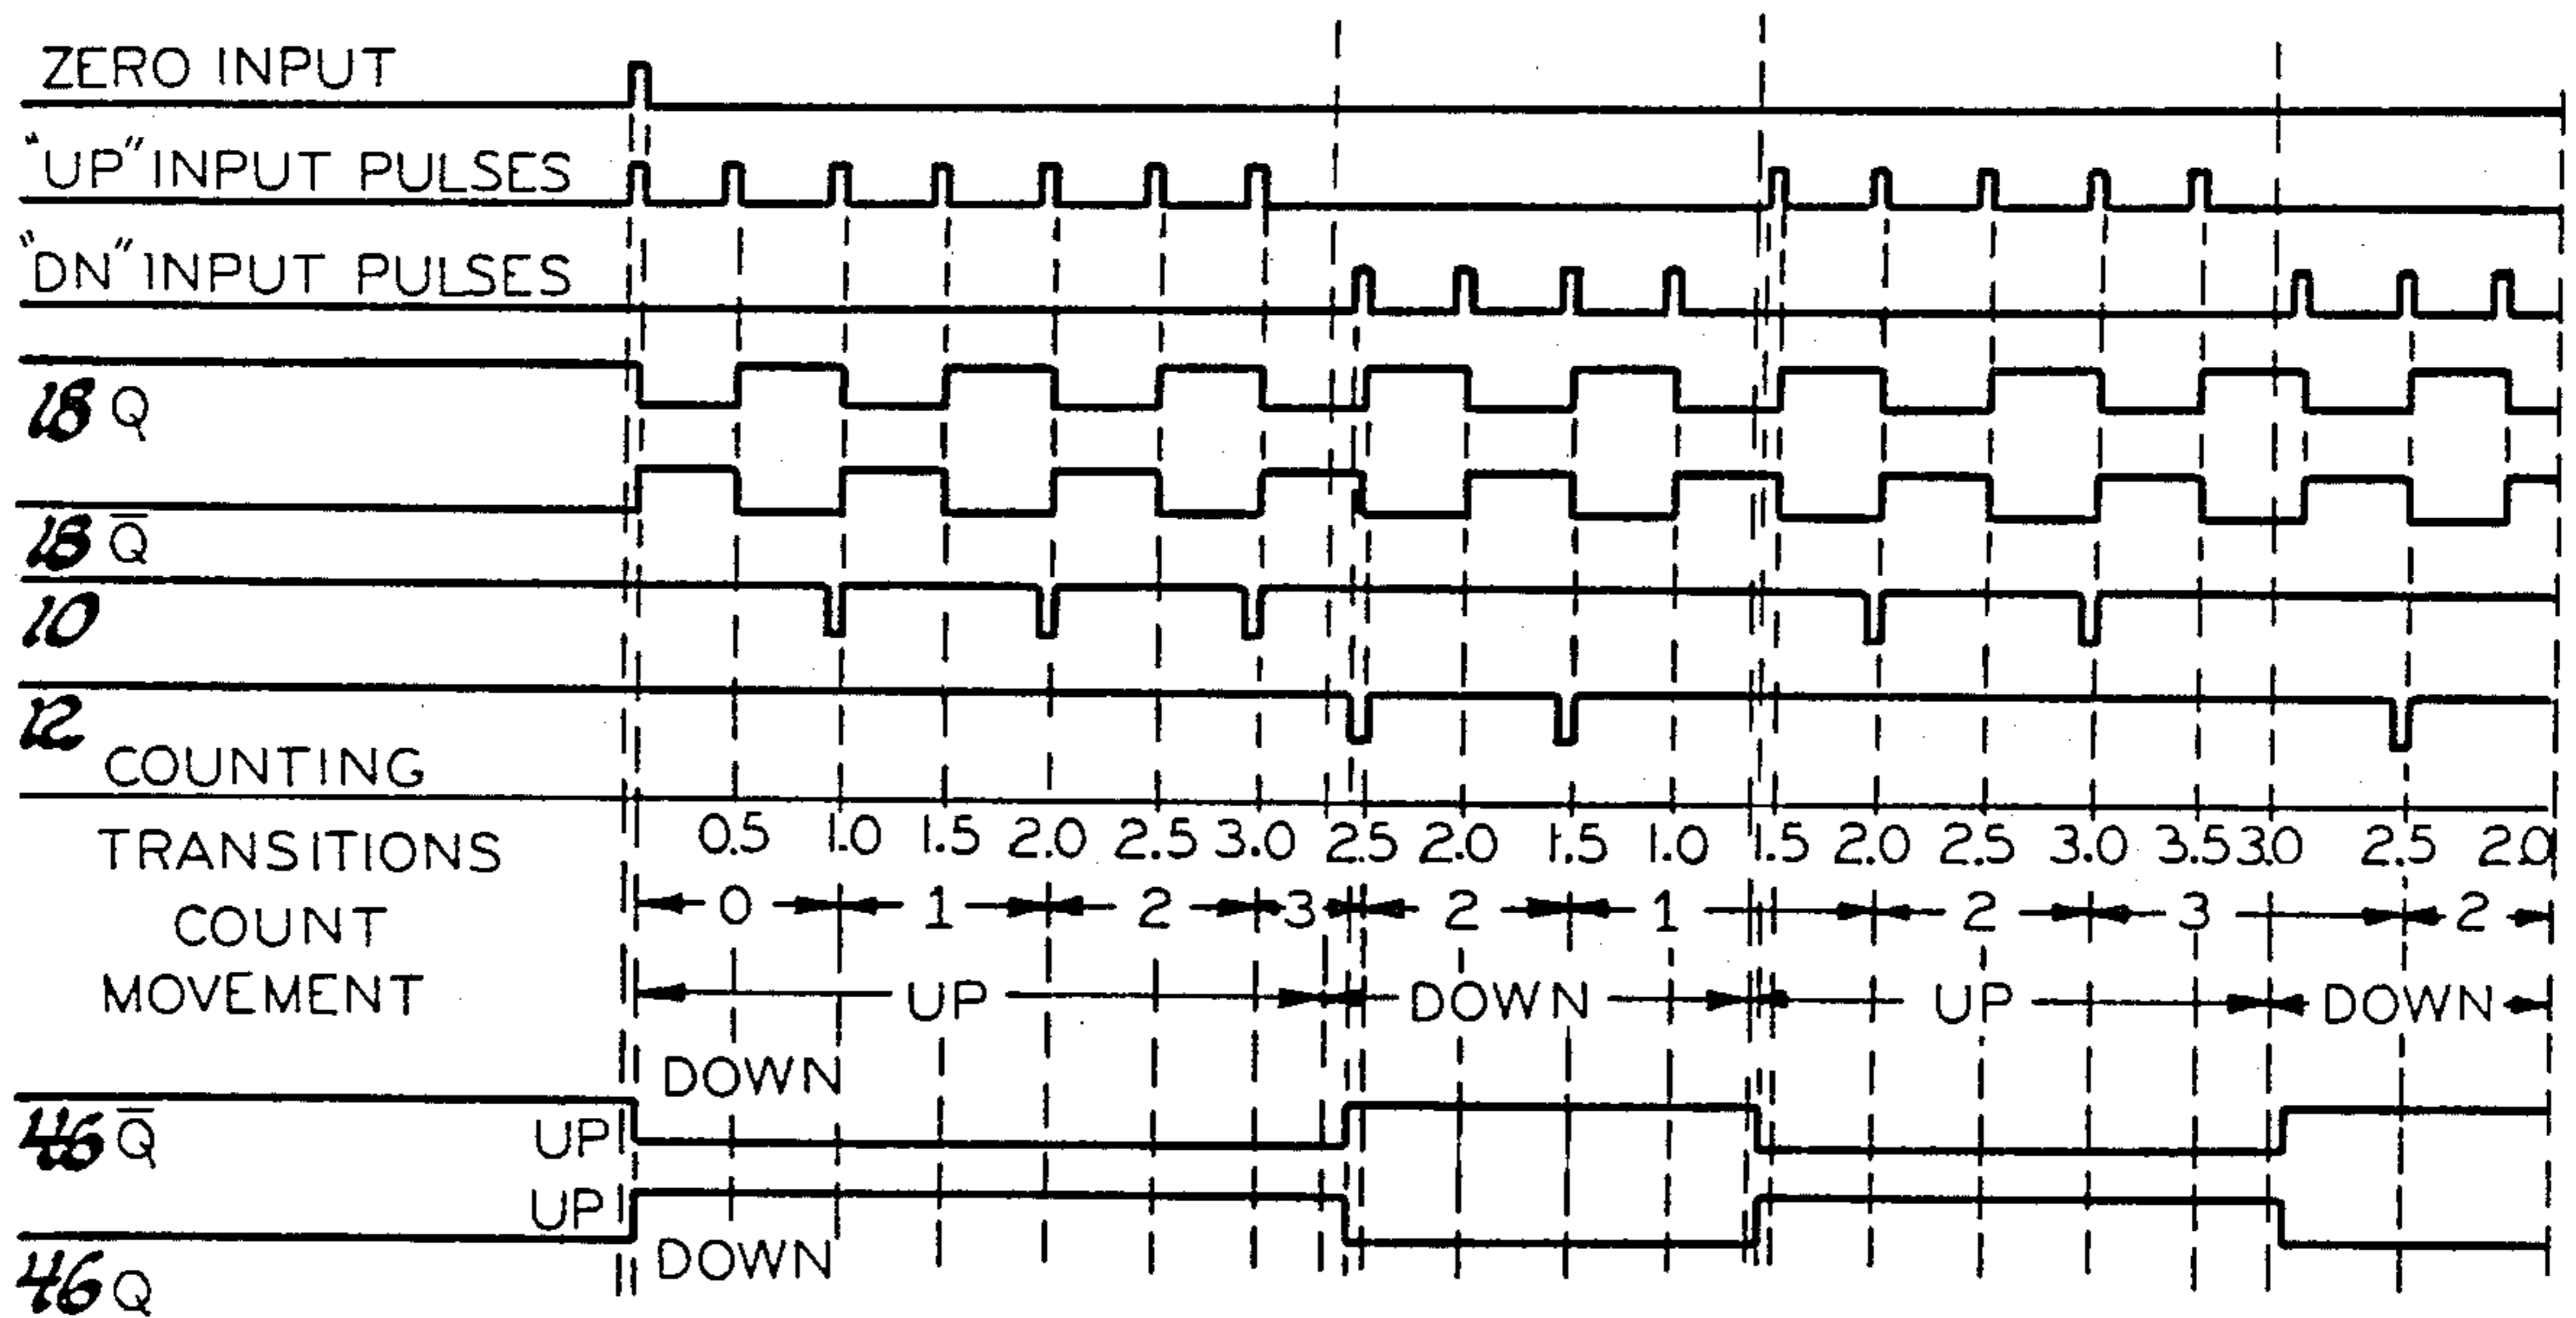 ZERO INPUT
"UP" INPUT PULSES
"DN" INPUT PULSES
18 Q
18 Q̅
10
12
COUNTING
0.5 1.0 1.5 2.0 2.5 3.0 2.5 2.0 1.5 1.0 1.5 2.0 2.5 3.0 3.5 3.0 2.5 2.0
TRANSITIONS
0 1 2 3 2 1 2 3 2
COUNT
MOVEMENT
UP DOWN UP DOWN
DOWN
46 Q̅ UP
UP
DOWN
46 Q